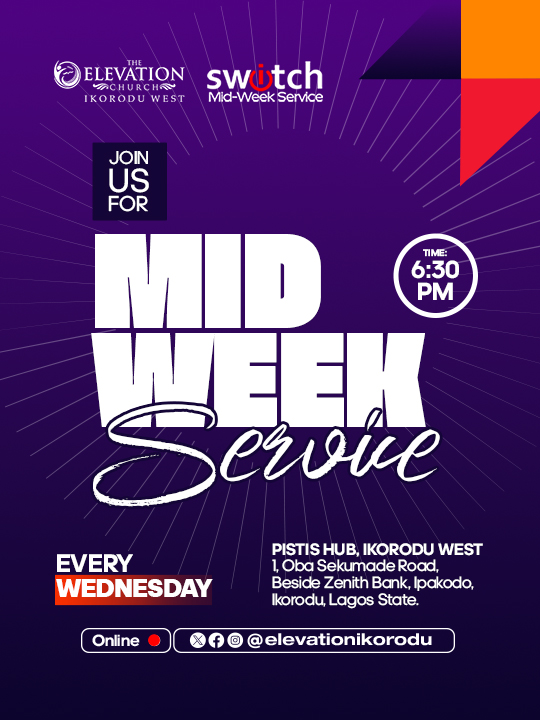 THE
ELEVATION
CHURCH
IKORODU WEST
switch
Mid-Week Service
JOIN
US
FOR
MID
WEEK
Service
TIME:
6:30
PM
EVERY
WEDNESDAY
PISTIS HUB, IKORODU WEST
1, Oba Sekumade Road,
Beside Zenith Bank, Ipakodo,
Ikorodu, Lagos State.
Online
@elevationikorodu